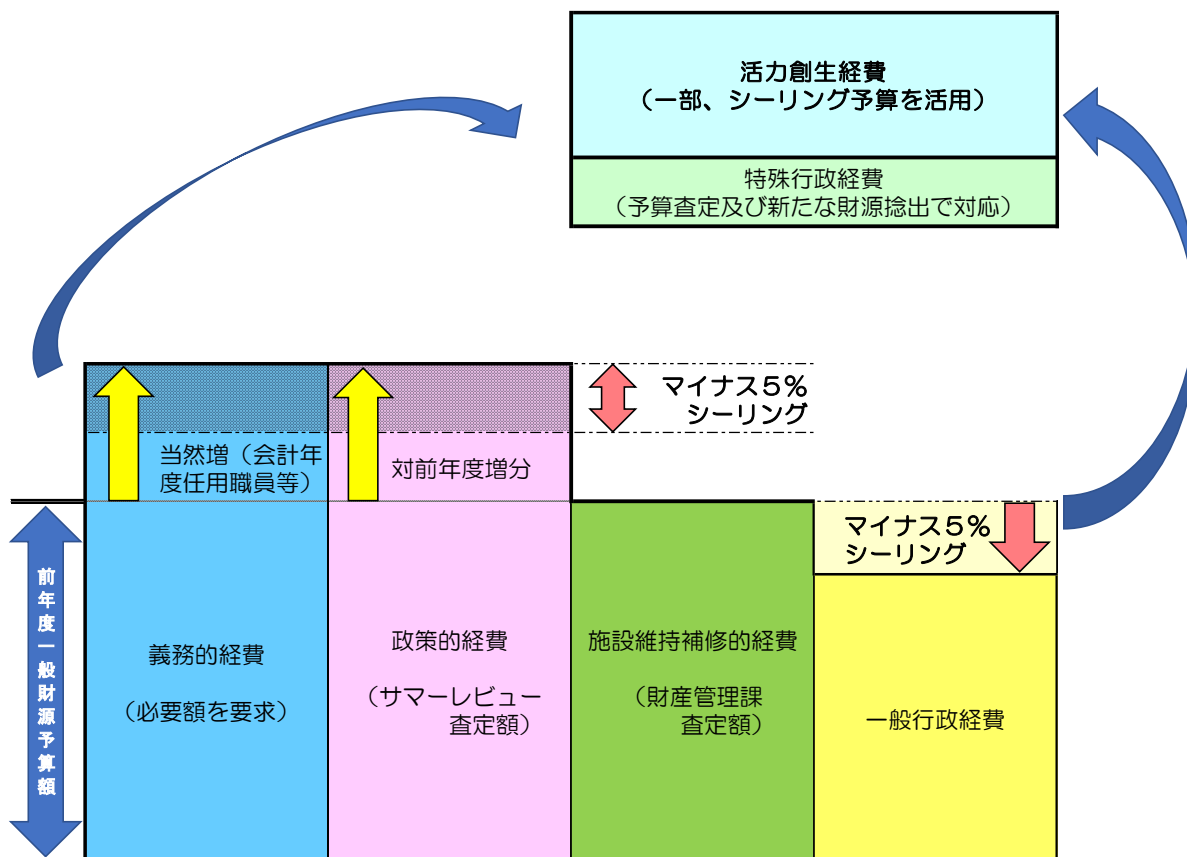 活力創生経費
（一部、シーリング予算を活用）
特殊行政経費
（予算査定及び新たな財源捻出で対応）
マイナス５％
シーリング
当然増（会計年
度任用職員等）
対前年度増分
マイナス５％
シーリング
前年度一般財源予算額
義務的経費
（必要額を要求）
政策的経費
（サマーレビュー
査定額）
施設維持補修的経費
（財産管理課
査定額）
一般行政経費